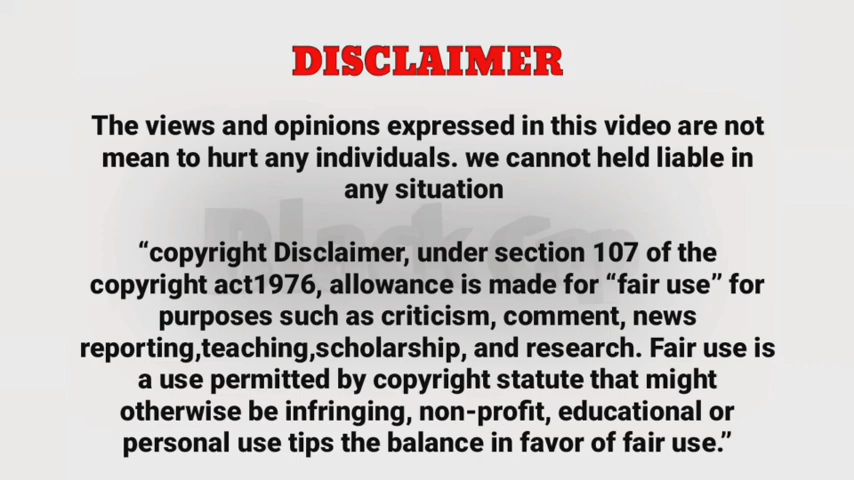 DISCLAIMER
The views and opinions expressed in this video are not
mean to hurt any individuals. we cannot held liable in
any situation
Black Cap
“copyright Disclaimer, under section 107 of the
copyright act1976, allowance is made for “fair use” for
purposes such as criticism, comment, news
reporting,teaching,scholarship, and research. Fair use is
a use permitted by copyright statute that might
otherwise be infringing, non-profit, educational or
personal use tips the balance in favor of fair use.”